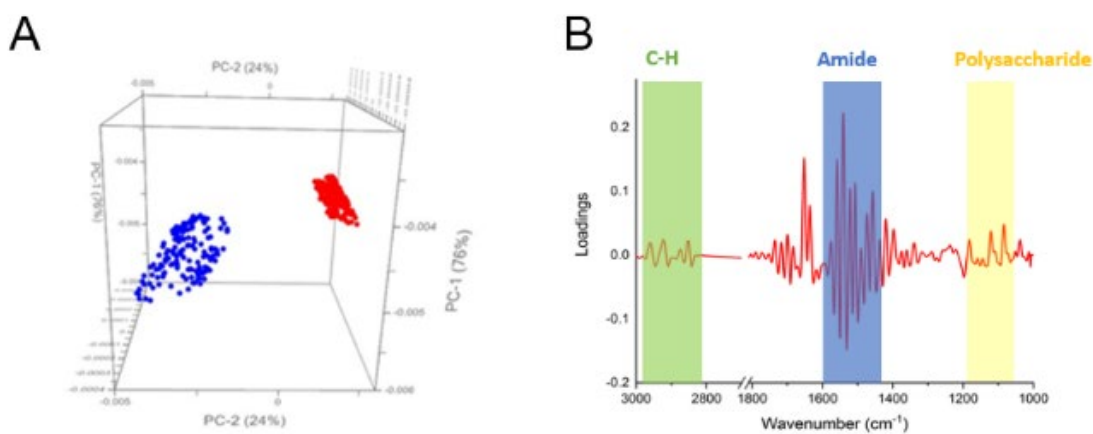 A
PC-2 (24%)
-0.005
0
PC-1 (76%)
-0.004
-0.004
-0.005
-0.006
PC-1 (76%)
-0.005
0
PC-2 (24%)
B
C-H
Amide
Polysaccharide
0.2
0.1
0.0
-0.1
-0.2
Loadings
3000 2800 1800 1600 1400 1200 1000
Wavenumber (cm⁻¹)